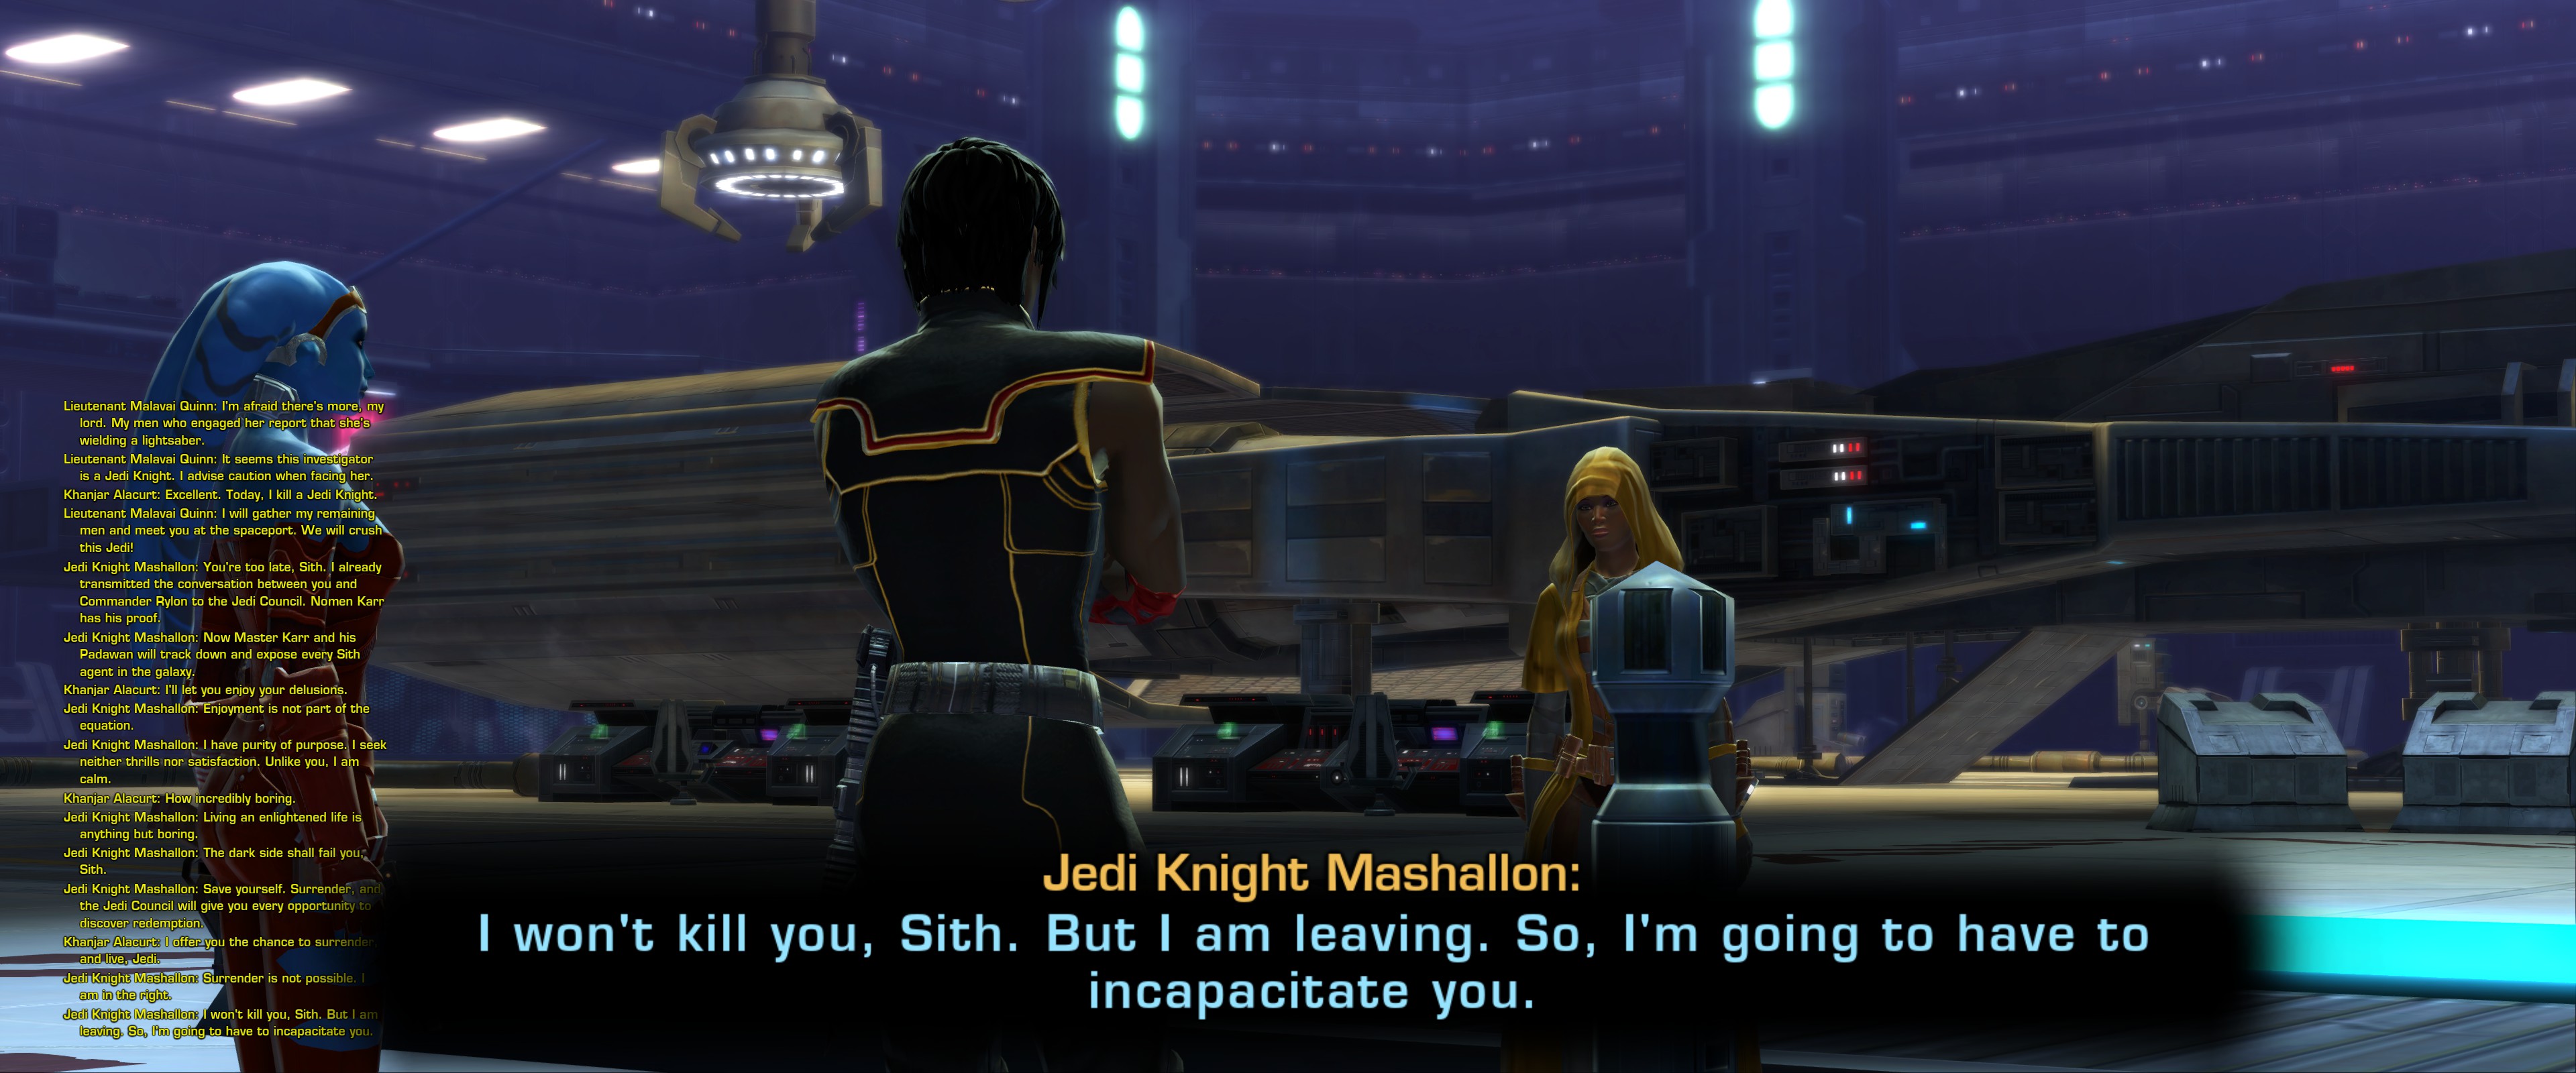 Lieutenant Malavai Quinn: I'm afraid there's more, my
lord. My men who engaged her report that she's
wielding a lightsaber.
Lieutenant Malavai Quinn: It seems this investigator
is a Jedi Knight. I advise caution when facing her.
Khanjar Alacurt: Excellent. Today, I kill a Jedi Knight.
Lieutenant Malavai Quinn: I will gather my remaining
men and meet you at the spaceport. We will crush
this Jedi!
Jedi Knight Mashallon: You're too late, Sith. I already
transmitted the conversation between you and
Commander Rylon to the Jedi Council. Nomen Karr
has his proof.
Jedi Knight Mashallon: Now Master Karr and his
Padawan will track down and expose every Sith
agent in the galaxy.
Khanjar Alacurt: I'll let you enjoy your delusions.
Jedi Knight Mashallon: Enjoyment is not part of the
equation.
Jedi Knight Mashallon: I have purity of purpose. I seek
neither thrills nor satisfaction. Unlike you, I am
calm.
Khanjar Alacurt: How incredibly boring.
Jedi Knight Mashallon: Living an enlightened life is
anything but boring.
Jedi Knight Mashallon: The dark side shall fail you,
Sith.
Jedi Knight Mashallon: Save yourself. Surrender, and
the Jedi Council will give you every opportunity to
discover redemption.
Khanjar Alacurt: I offer you the chance to surrender,
and live, Jedi.
Jedi Knight Mashallon: Surrender is not possible. I
am in the right.
Jedi Knight Mashallon: I won't kill you, Sith. But I am
leaving. So, I'm going to have to incapacitate you.
Jedi Knight Mashallon:
I won't kill you, Sith. But I am leaving. So, I'm going to have to
incapacitate you.